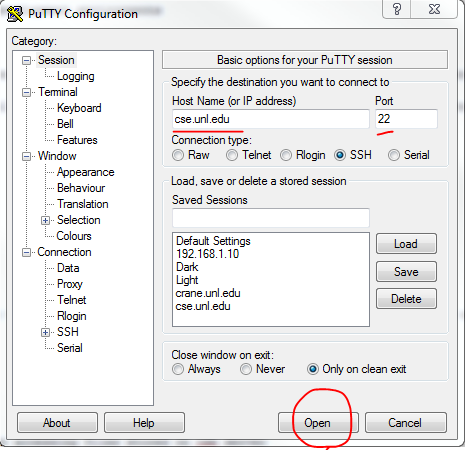 PuTTY Configuration
Category:
Session
Logging
Terminal
Keyboard
Bell
Features
Window
Appearance
Behaviour
Translation
Selection
Colours
Connection
Data
Proxy
Telnet
Rlogin
SSH
Serial
Basic options for your PuTTY session
Specify the destination you want to connect to
Host Name (or IP address) Port
cse.unl.edu 22
Connection type:
Raw Telnet Rlogin SSH Serial
Load, save or delete a stored session
Saved Sessions
Default Settings
192.168.1.10
Dark
Light
crane.unl.edu
cse.unl.edu
Load
Save
Delete
Close window on exit:
Always Never Only on clean exit
About Help Open Cancel